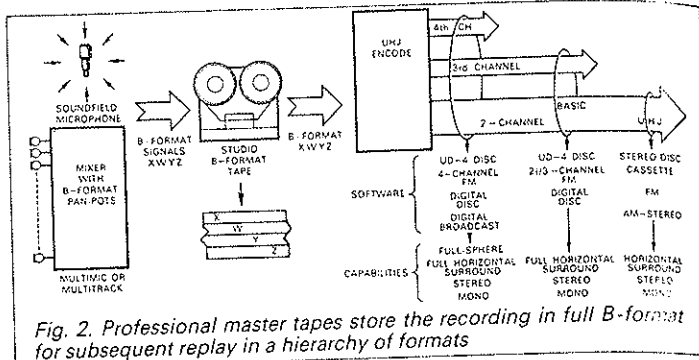 SOUNDFIELD
MICROPHONE
MIXER
WITH
B-FORMAT
PAN-POTS
MULTIMIC OR
MULTITRACK
B-FORMAT
SIGNALS
XWYZ
STUDIO
B-FORMAT
TAPE
X
W
Y
Z
B-FORMAT
XWYZ
UHJ
ENCODE
4th CH
3rd CHANNEL
BASIC
2-CHANNEL
UHJ
SOFTWARE
UD-4 DISC
4-CHANNEL
FM
DIGITAL
DISC
DIGITAL
BROADCAST
UD-4 DISC
2½-CHANNEL
FM
DIGITAL
DISC
STEREO DISC
CASSETTE
FM
AM-STEREO
CAPABILITIES
FULL-SPHERE
FULL HORIZONTAL
SURROUND
STEREO
MONO
FULL HORIZONTAL
SURROUND
STEREO
MONO
HORIZONTAL
SURROUND
STEREO
MONO
Fig. 2. Professional master tapes store the recording in full B-format
for subsequent replay in a hierarchy of formats